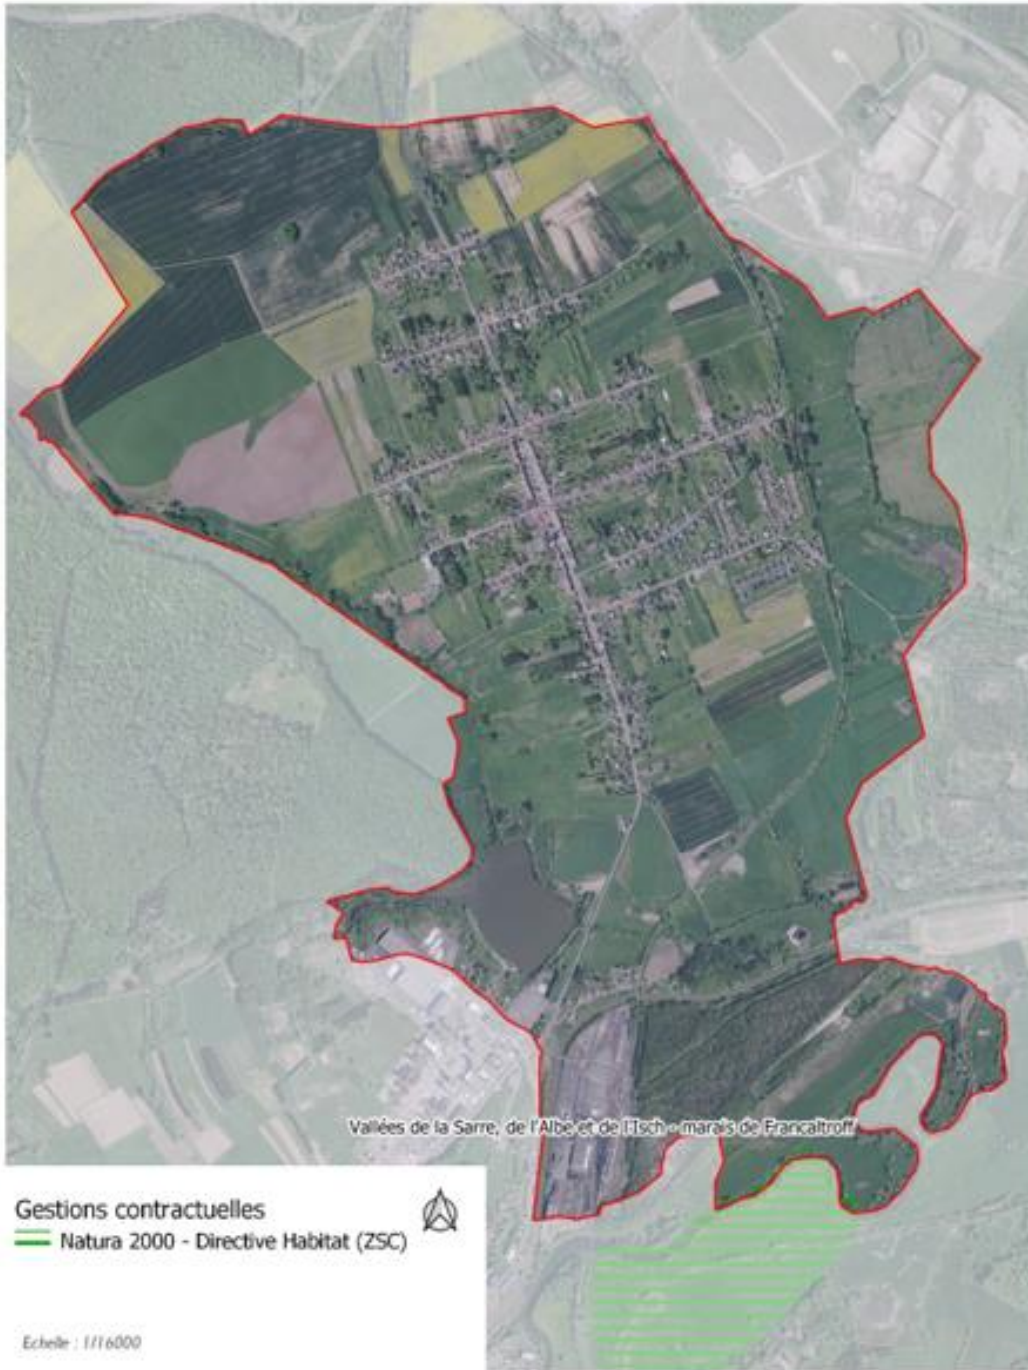 Vallées de la Sarre, de l'Albe et de l'Isch - marais de Francaltroff
Gestions contractuelles
Natura 2000 - Directive Habitat (ZSC)
Echelle : 1/16000